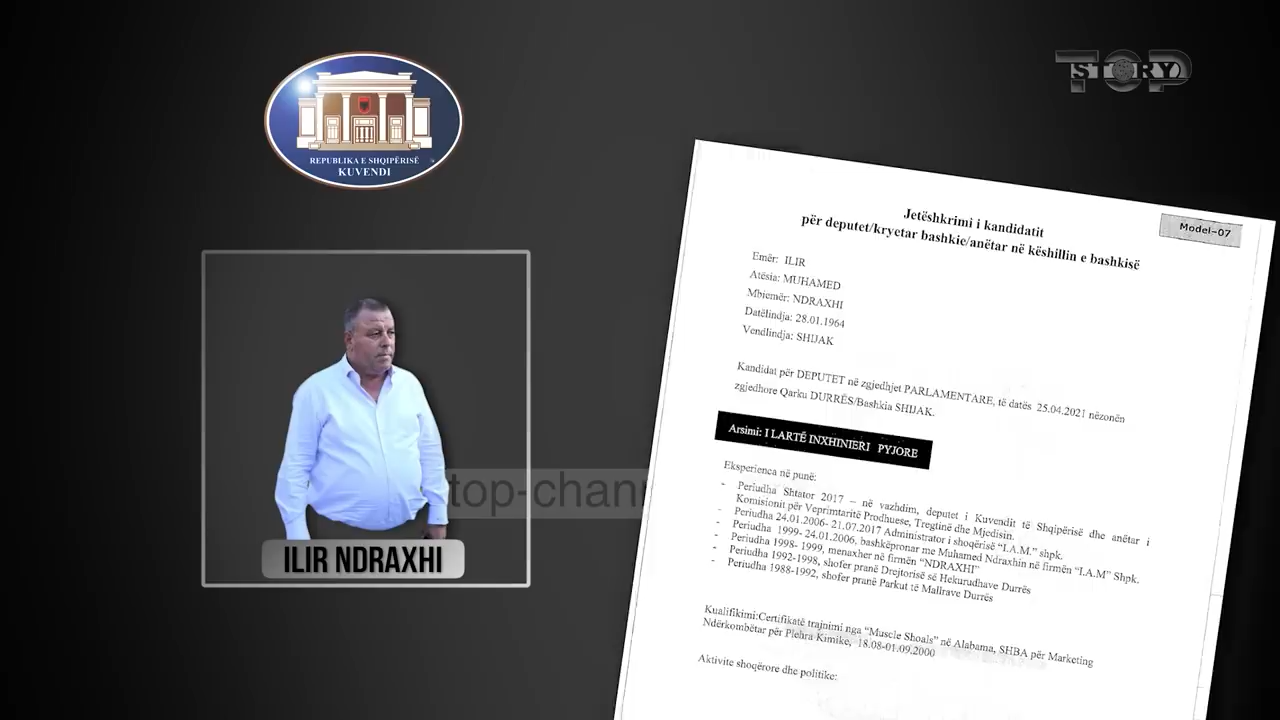 TOP
STORY
REPUBLIKA E SHQIPËRISË
KUVENDI
ILIR NDRAXHI
top-chann
Model-07
Jetëshkrimi i kandidatit
për deputet/kryetar bashkie/anëtar në këshillin e bashkisë
Emër: ILIR
Atësia: MUHAMED
Mbiemër: NDRAXHI
Datëlindja: 28.01.1964
Vendlindja: SHIJAK
Kandidat për DEPUTET në zgjedhjet PARLAMENTARE, të datës 25.04.2021 nëzonën
zgjedhore Qarku DURRËS/Bashkia SHIJAK.
Arsimi: I LARTË INXHINIERI PYJORE
Eksperienca në punë:
- Periudha Shtator 2017 – në vazhdim, deputet i Kuvendit të Shqipërisë dhe anëtar i
Komisionit për Veprimtaritë Prodhuese, Tregtinë dhe Mjedisin.
- Periudha 24.01.2006- 21.07.2017 Administrator i shoqërisë “I.A.M.” shpk.
- Periudha 1999- 24.01.2006, bashkëpronar me Muhamed Ndraxhin në firmën “I.A.M” Shpk.
- Periudha 1998- 1999, menaxher në firmën “NDRAXHI”
- Periudha 1992-1998, shofer pranë Drejtorisë së Hekurudhave Durrës
- Periudha 1988-1992, shofer pranë Parkut të Mallrave Durrës
Kualifikimi:Certifikatë trajnimi nga “Muscle Shoals” në Alabama, SHBA për Marketing
Ndërkombëtar për Plehra Kimike, 18.08-01.09.2000
Aktivite shoqërore dhe politike: